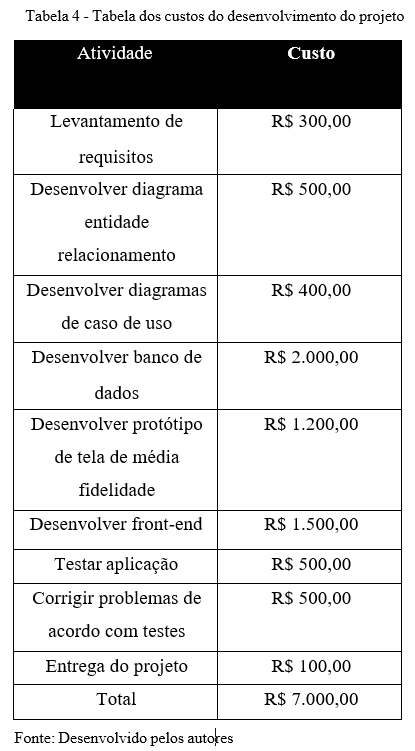 Tabela 4 - Tabela dos custos do desenvolvimento do projeto
Atividade Custo
Levantamento de R$ 300,00
requisitos
Desenvolver diagrama R$ 500,00
entidade
relacionamento
Desenvolver diagramas R$ 400,00
de caso de uso
Desenvolver banco de R$ 2.000,00
dados
Desenvolver protótipo R$ 1.200,00
de tela de média
fidelidade
Desenvolver front-end R$ 1.500,00
Testar aplicação R$ 500,00
Corrigir problemas de R$ 500,00
acordo com testes
Entrega do projeto R$ 100,00
Total R$ 7.000,00
Fonte: Desenvolvido pelos autores